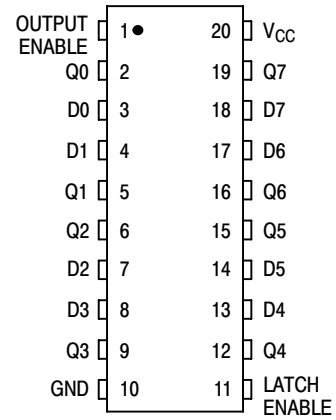 OUTPUT
ENABLE 1 20 VCC
Q0 2 19 Q7
D0 3 18 D7
D1 4 17 D6
Q1 5 16 Q6
Q2 6 15 Q5
D2 7 14 D5
D3 8 13 D4
Q3 9 12 Q4
GND 10 11 LATCH
ENABLE